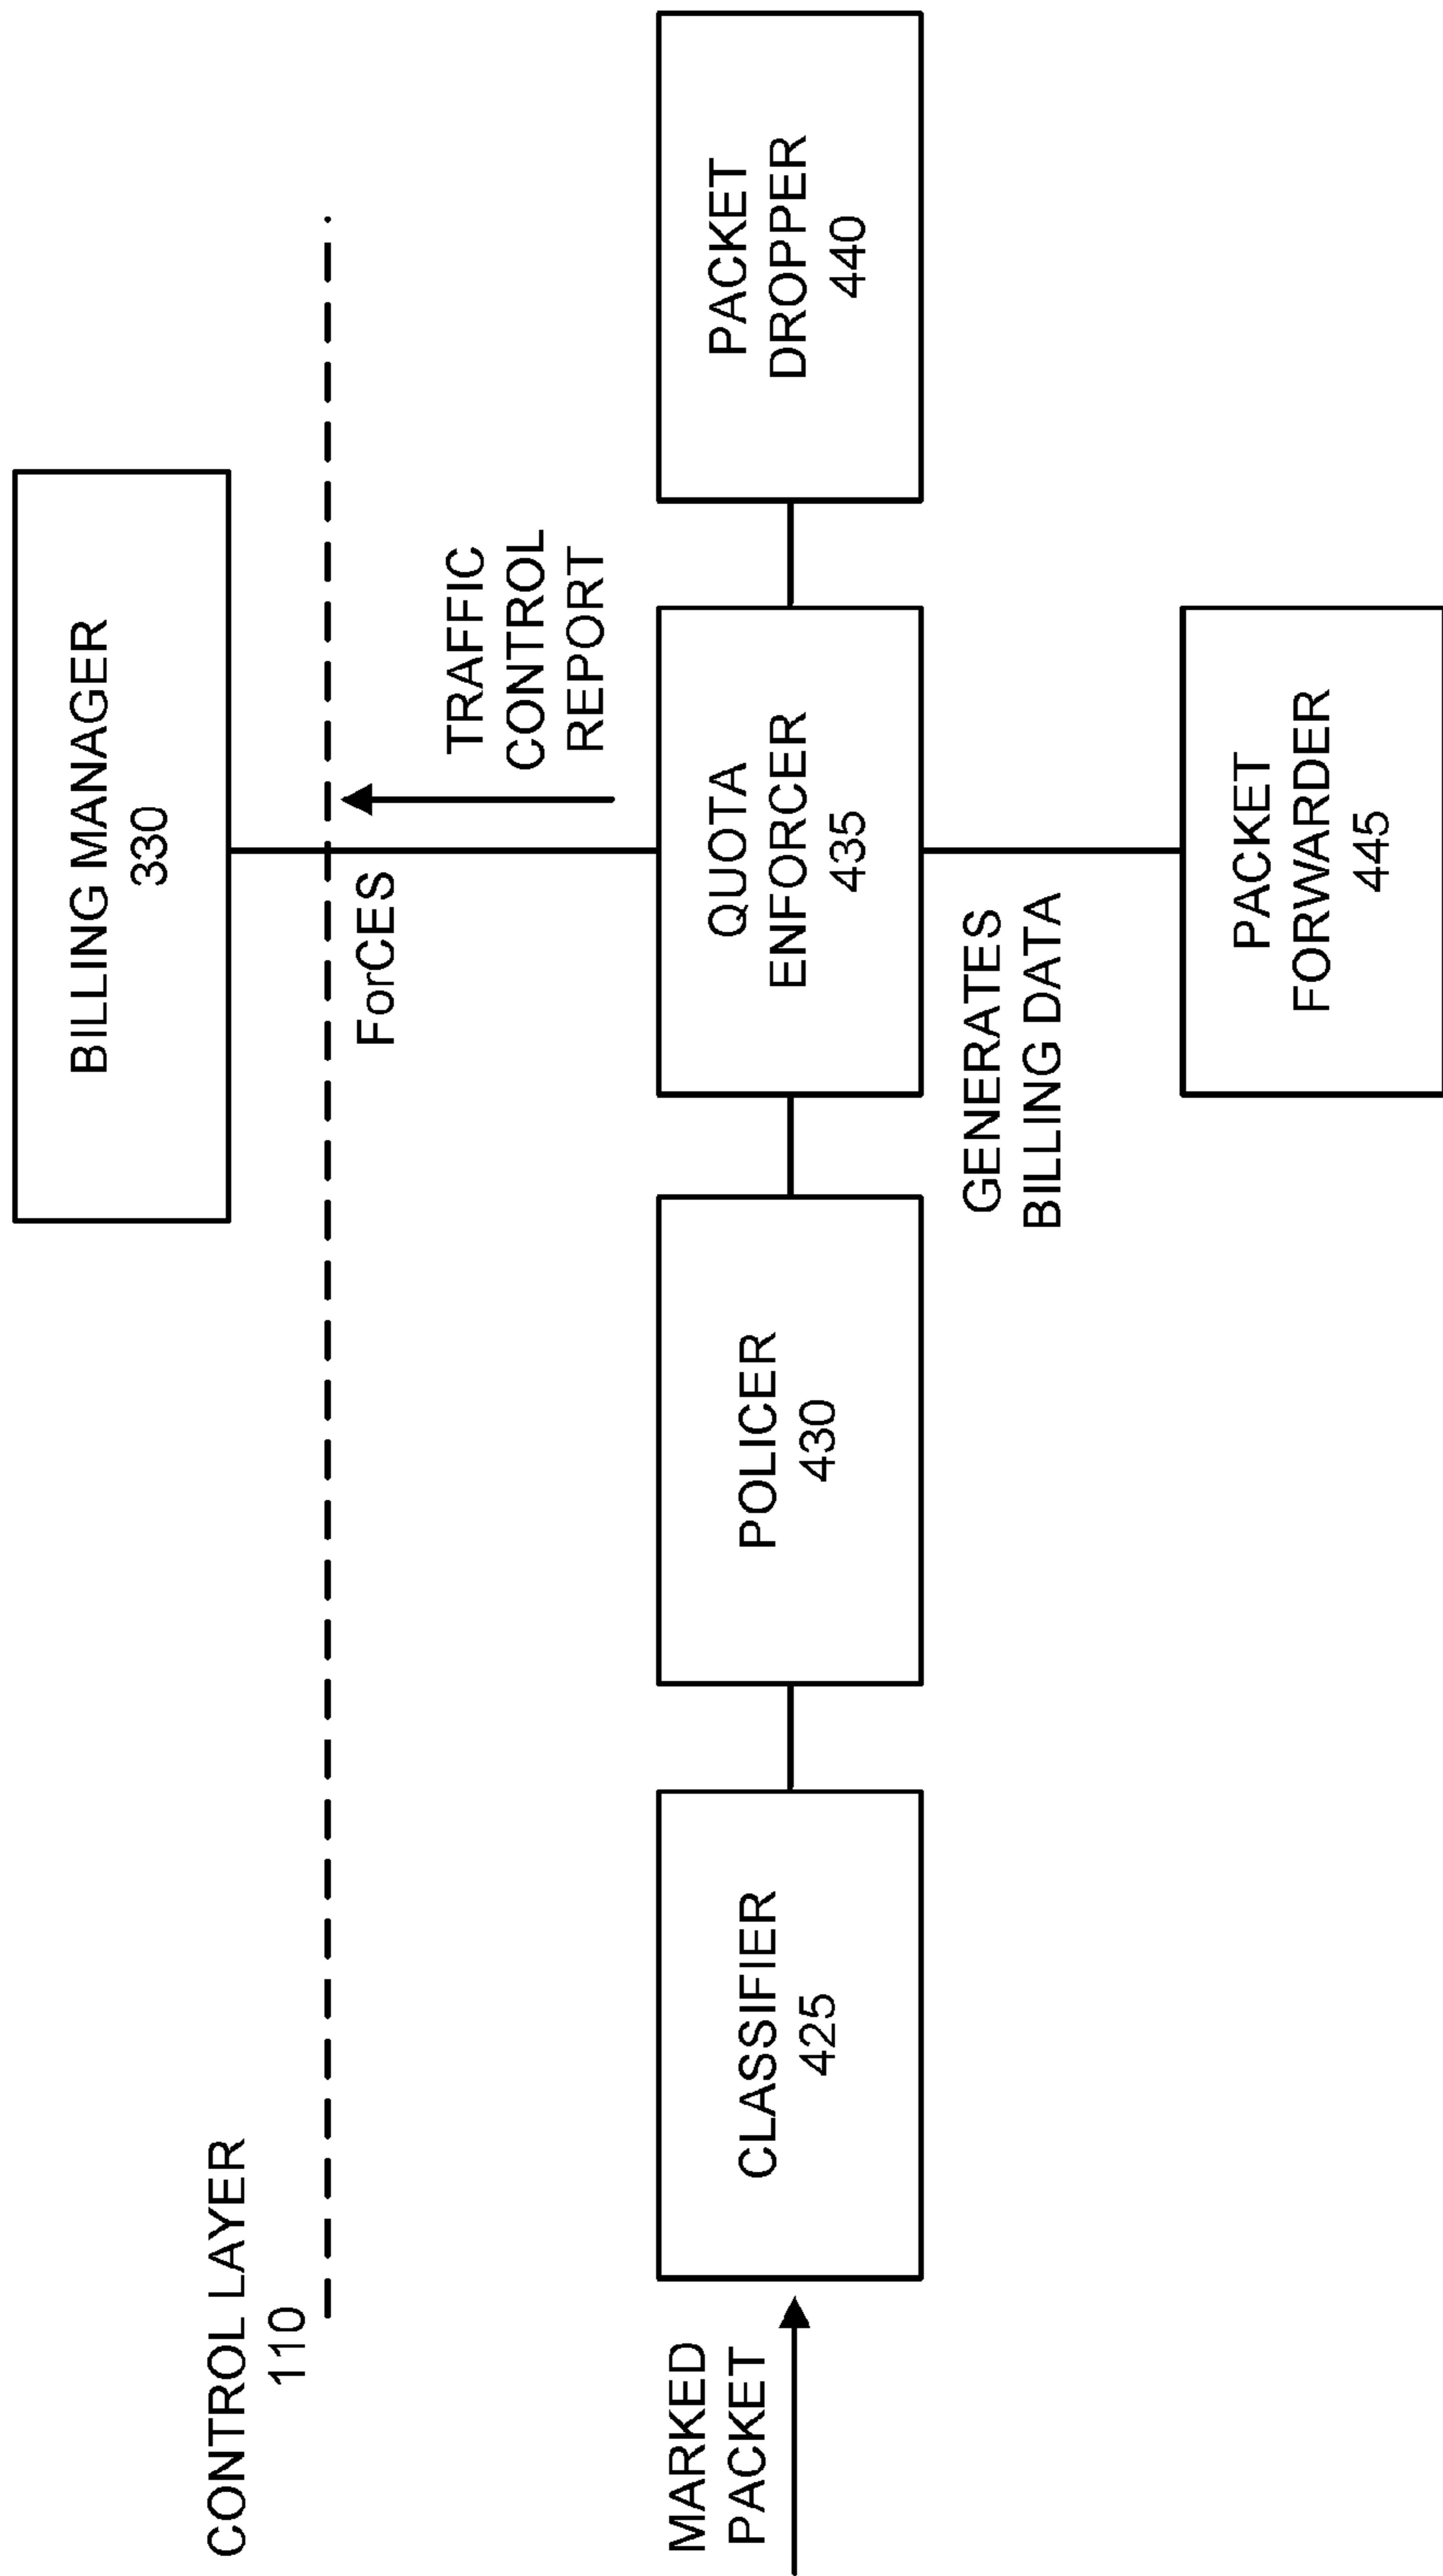 CONTROL LAYER
110
BILLING MANAGER
330
ForCES
TRAFFIC
CONTROL
REPORT
MARKED
PACKET
CLASSIFIER
425
POLICER
430
QUOTA
ENFORCER
435
PACKET
DROPPER
440
GENERATES
BILLING DATA
PACKET
FORWARDER
445